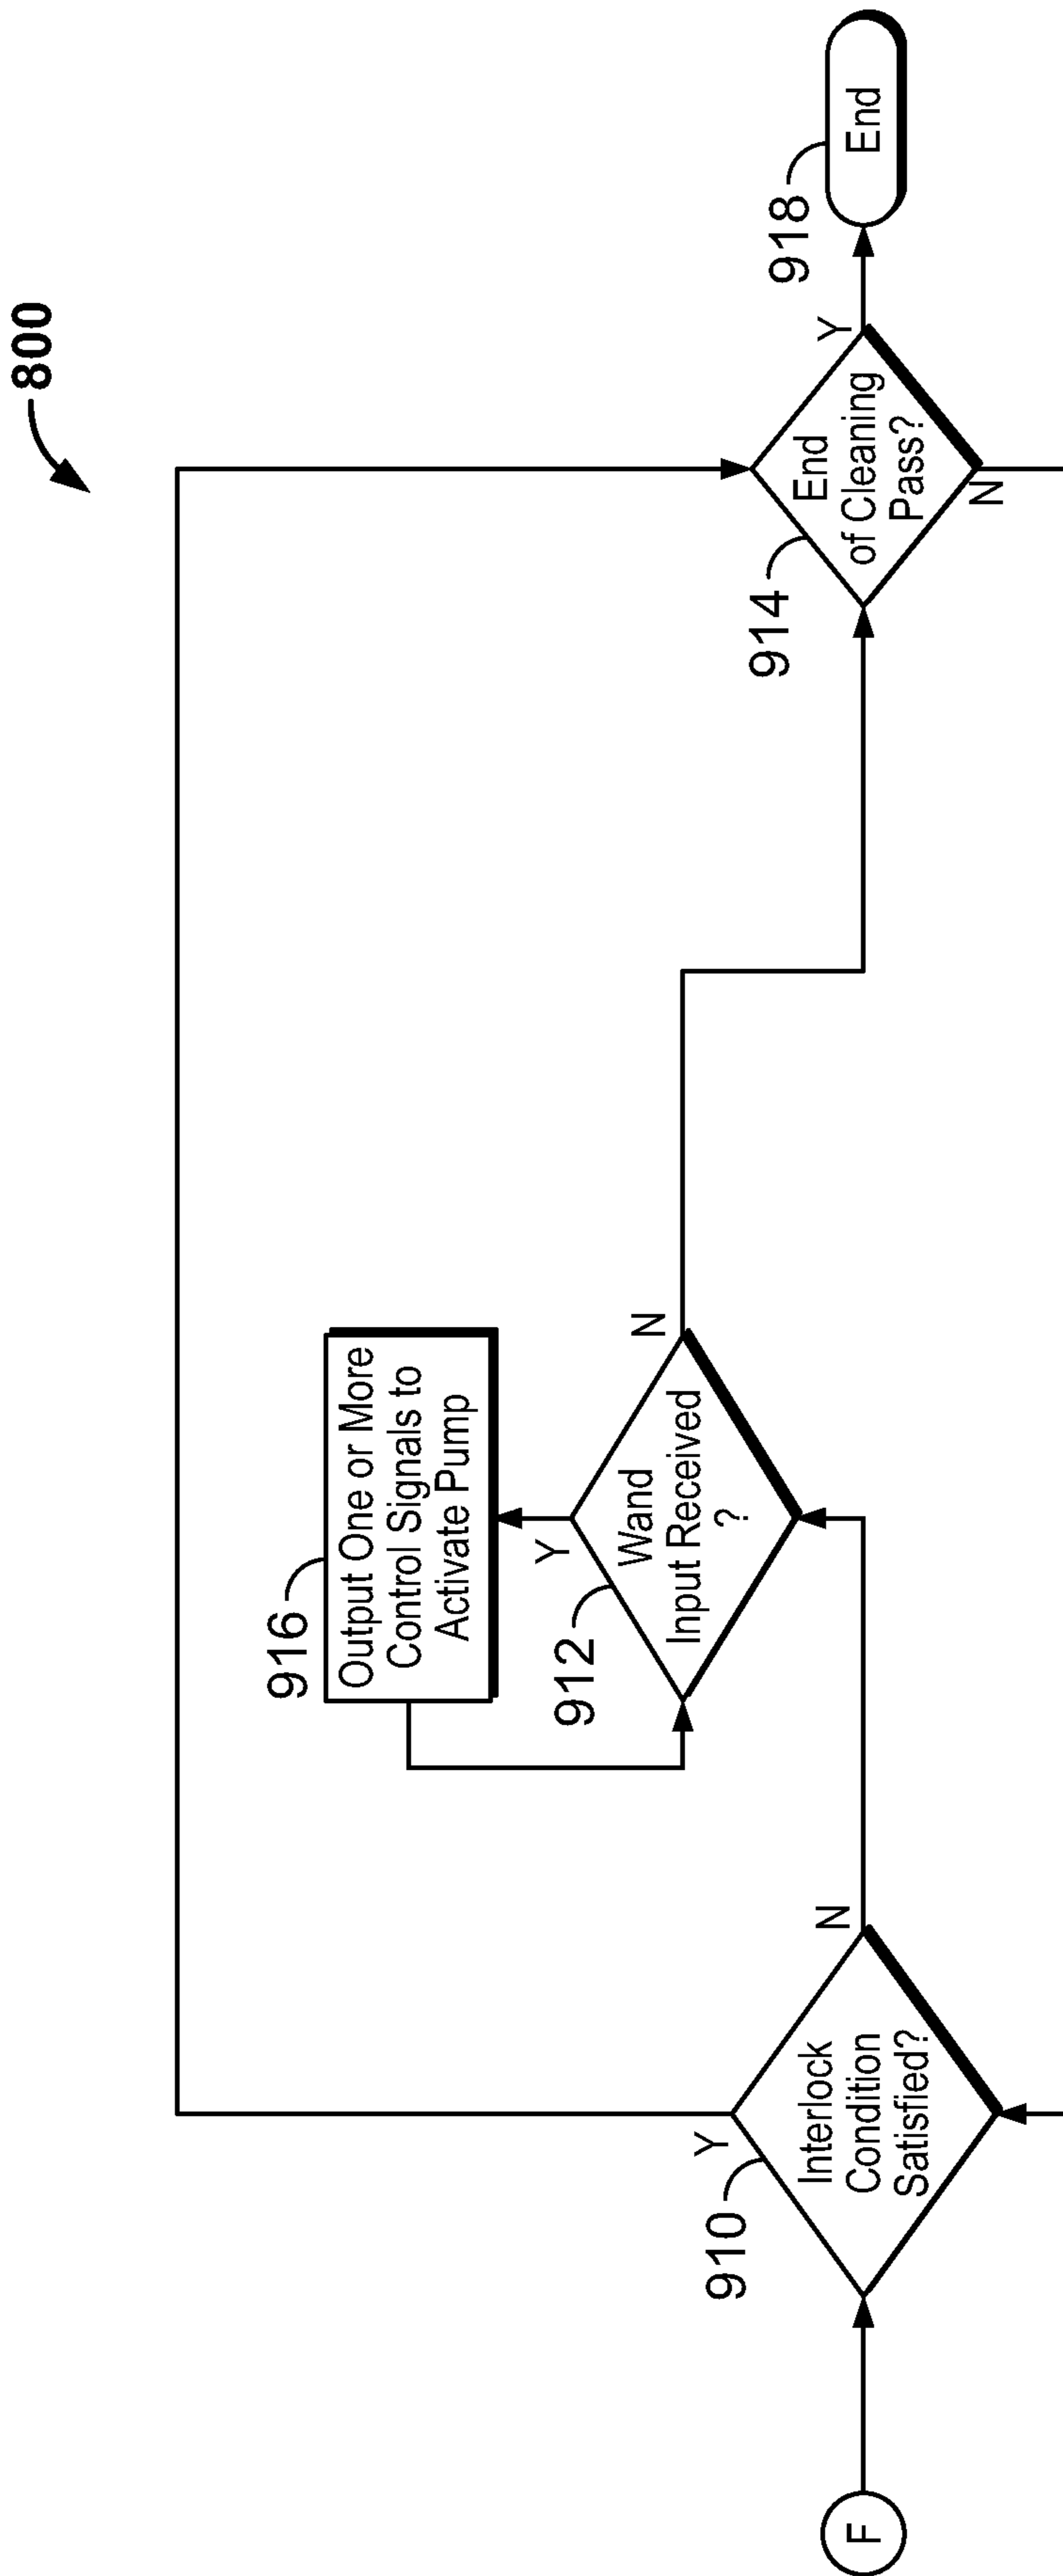 800
F
910
Interlock
Condition
Satisfied?
Y
N
916
Output One or More
Control Signals to
Activate Pump
912
Wand
Input Received
?
Y
N
914
End
of Cleaning
Pass?
Y
N
918
End